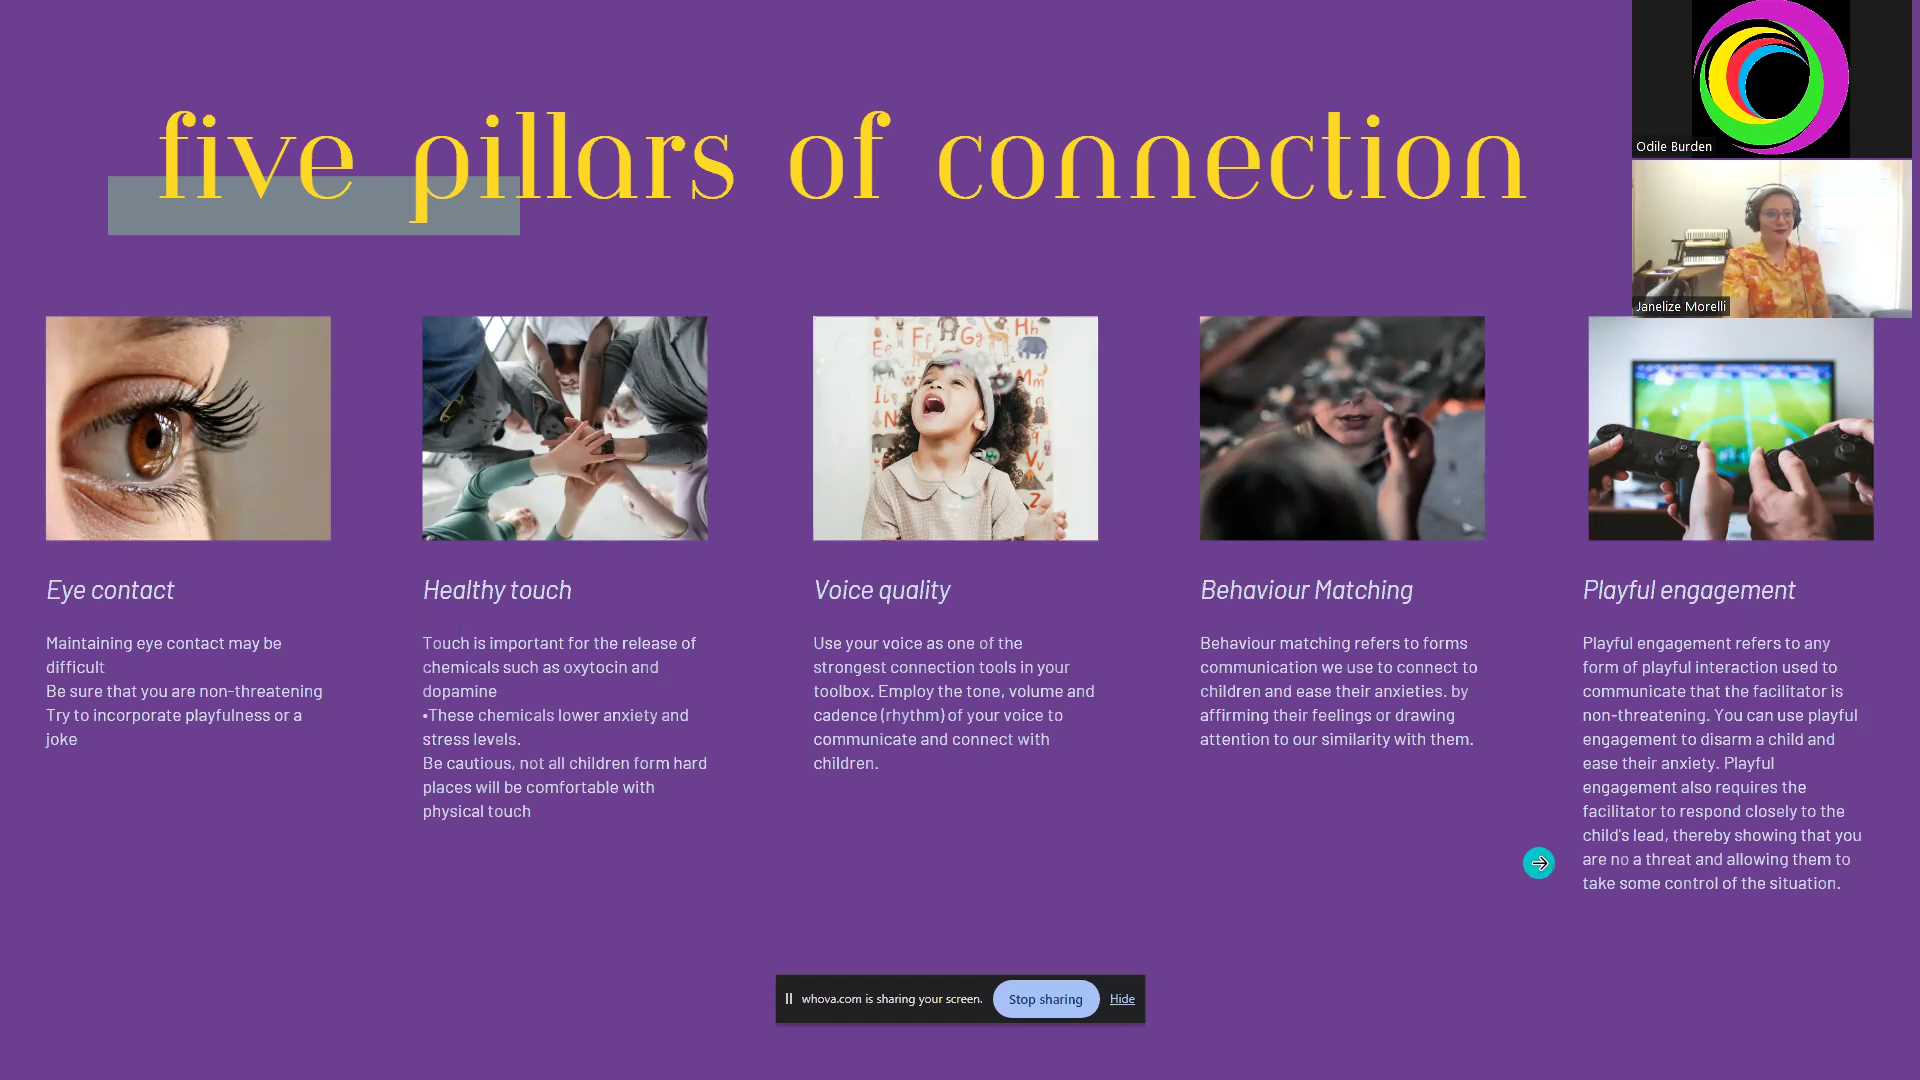 five pillars of connection
Odile Burden
Janelize Morelli
Ee Ff Gg Hh
Ii
Mm
N
Vv
Z
Eye contact
Maintaining eye contact may be
difficult
Be sure that you are non-threatening
Try to incorporate playfulness or a
joke
Healthy touch
Touch is important for the release of
chemicals such as oxytocin and
dopamine
•These chemicals lower anxiety and
stress levels.
Be cautious, not all children form hard
places will be comfortable with
physical touch
Voice quality
Use your voice as one of the
strongest connection tools in your
toolbox. Employ the tone, volume and
cadence (rhythm) of your voice to
communicate and connect with
children.
Behaviour Matching
Behaviour matching refers to forms
communication we use to connect to
children and ease their anxieties. by
affirming their feelings or drawing
attention to our similarity with them.
Playful engagement
Playful engagement refers to any
form of playful interaction used to
communicate that the facilitator is
non-threatening. You can use playful
engagement to disarm a child and
ease their anxiety. Playful
engagement also requires the
facilitator to respond closely to the
child's lead, thereby showing that you
are no a threat and allowing them to
take some control of the situation.
whova.com is sharing your screen. Stop sharing Hide